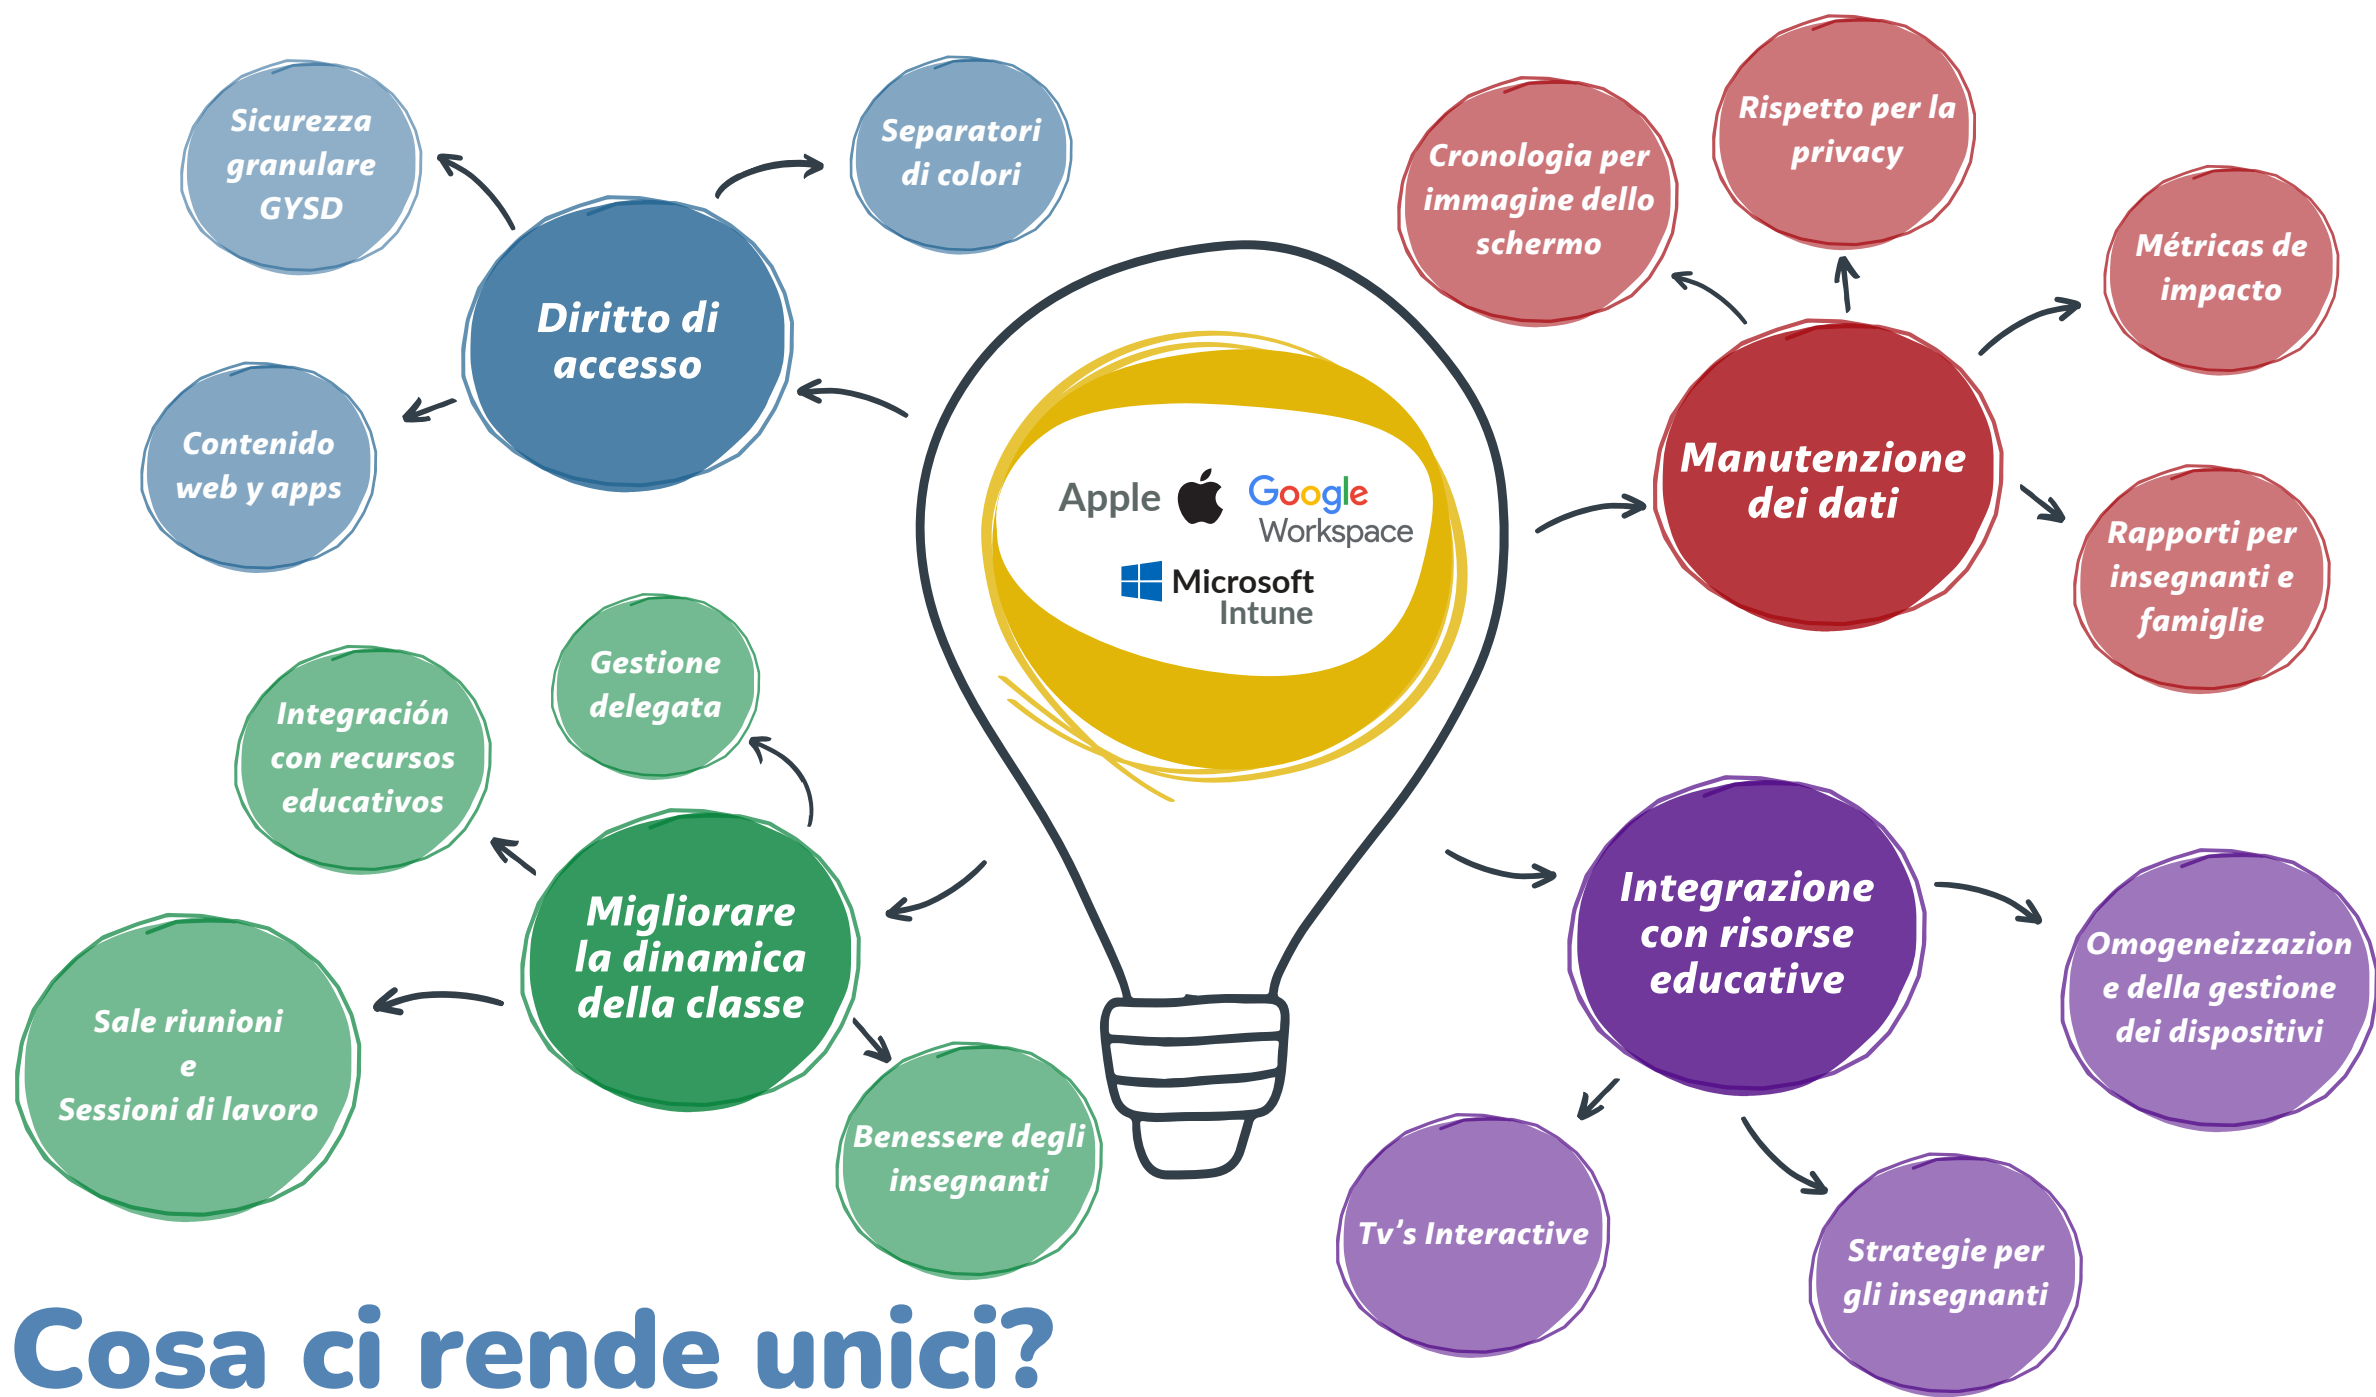 Sicurezza
granulare
GYSD
Separatori
di colori
Diritto di
accesso
Contenido
web y apps
Cronologia per
immagine dello
schermo
Rispetto per la
privacy
Métricas de
impacto
Manutenzione
dei dati
Rapporti per
insegnanti e
famiglie
Apple
Google
Workspace
Microsoft
Intune
Gestione
delegata
Integración
con recursos
educativos
Migliorare
la dinamica
della classe
Sale riunioni
e
Sessioni di lavoro
Benessere degli
insegnanti
Integrazione
con risorse
educative
Omogeneizzazion
e della gestione
dei dispositivi
Tv's Interactive
Strategie per
gli insegnanti
Cosa ci rende unici?